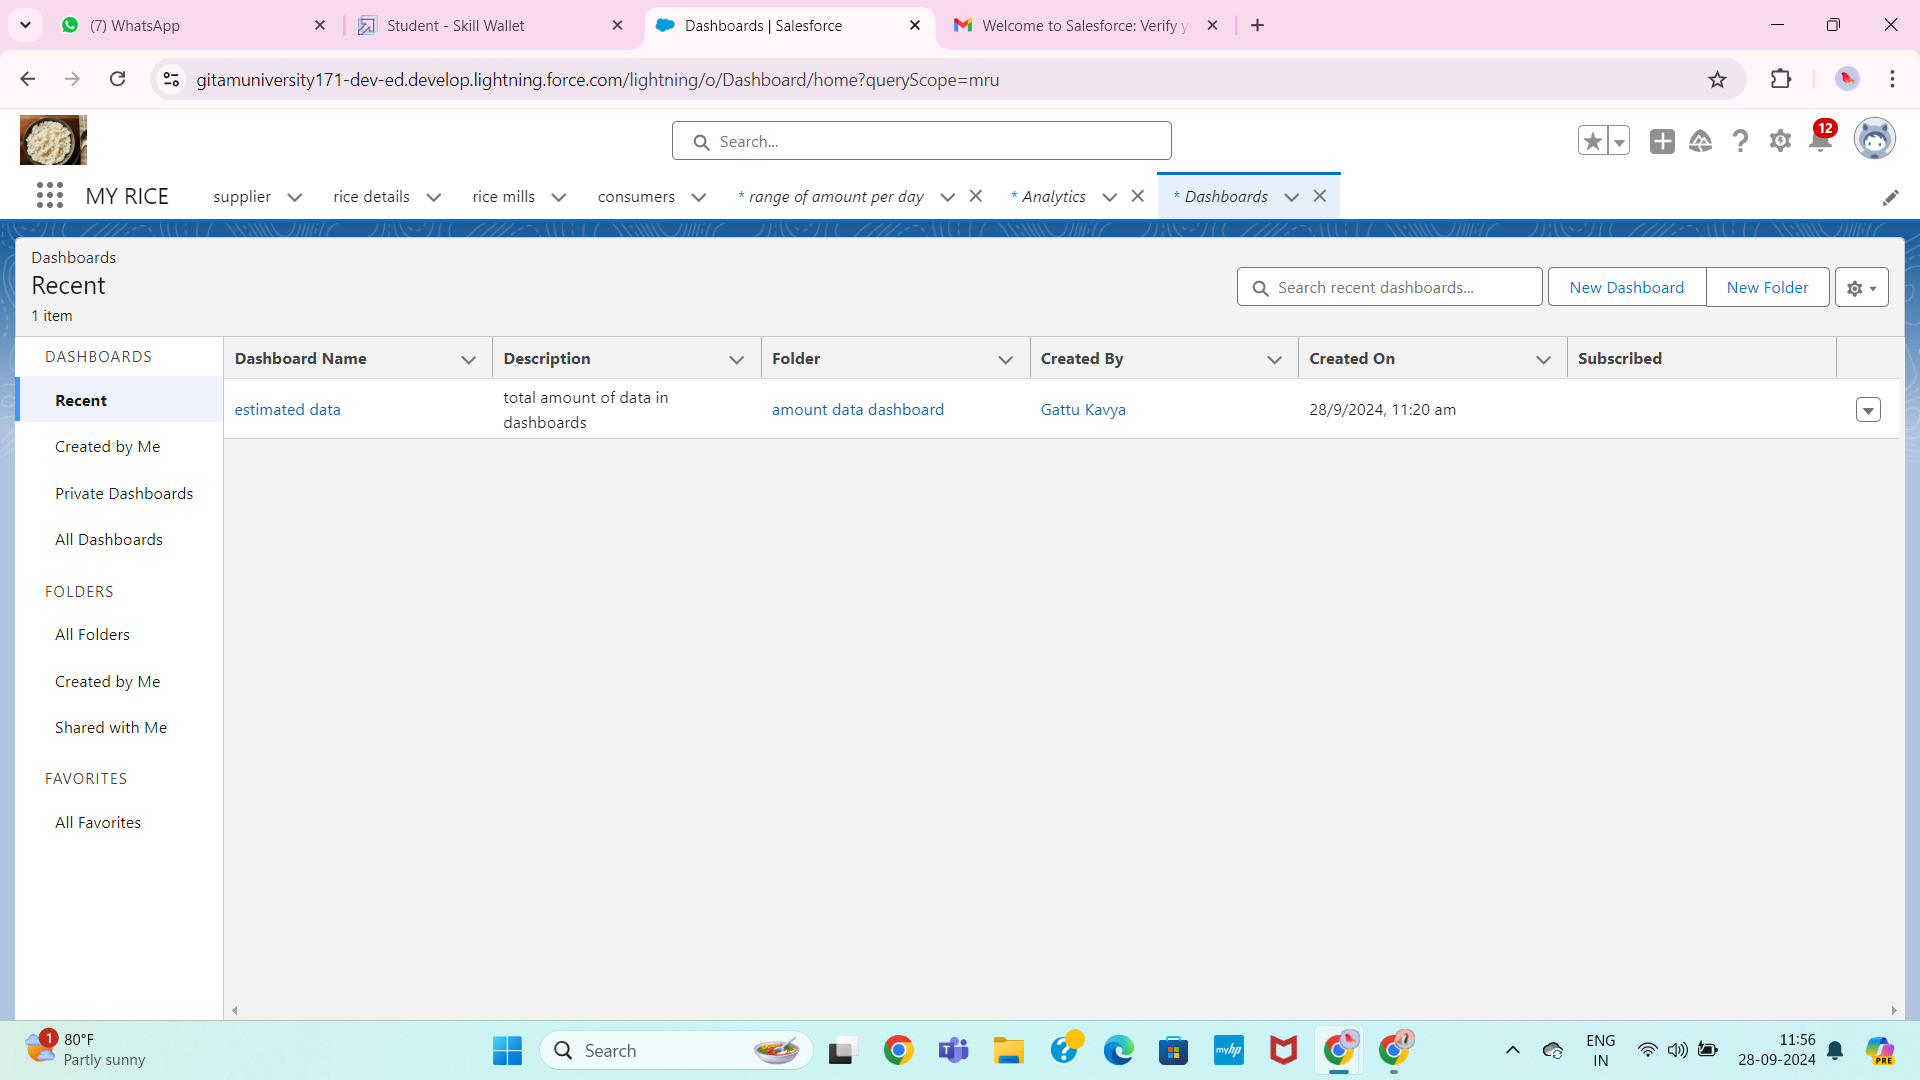 (7) WhatsApp
Student - Skill Wallet
Dashboards | Salesforce
Welcome to Salesforce: Verify y
gitamuniversity171-dev-ed.develop.lightning.force.com/lightning/o/Dashboard/home?queryScope=mru
Search...
12
MY RICE
supplier
rice details
rice mills
consumers
* range of amount per day
* Analytics
* Dashboards
Dashboards
Recent
1 item
Search recent dashboards...
New Dashboard
New Folder
DASHBOARDS
Recent
Created by Me
Private Dashboards
All Dashboards
FOLDERS
All Folders
Created by Me
Shared with Me
FAVORITES
All Favorites
Dashboard Name
Description
Folder
Created By
Created On
Subscribed
estimated data
total amount of data in
dashboards
amount data dashboard
Gattu Kavya
28/9/2024, 11:20 am
1
80°F
Partly sunny
Search
myhp
ENG
IN
11:56
28-09-2024
PRE